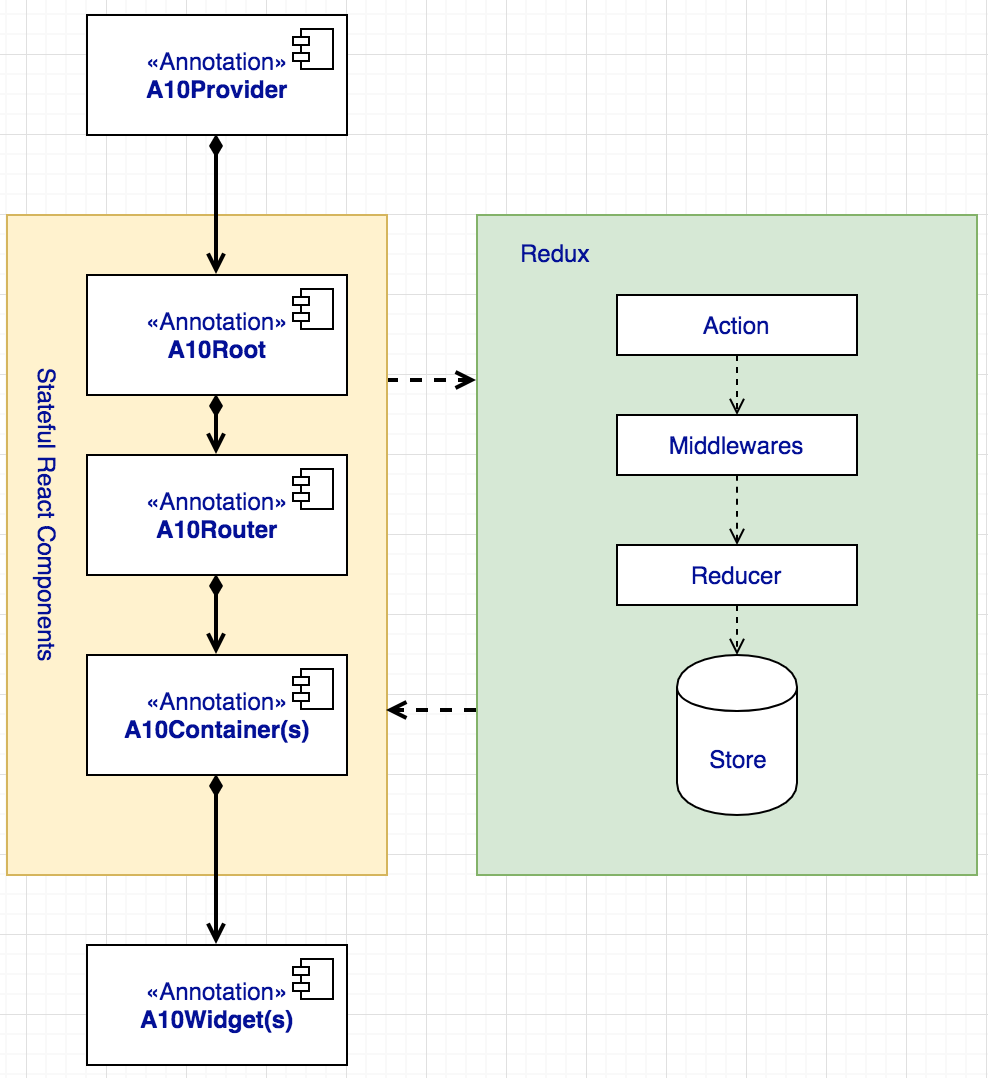 «Annotation»
A10Provider
Stateful React Components
«Annotation»
A10Root
«Annotation»
A10Router
«Annotation»
A10Container(s)
«Annotation»
A10Widget(s)
Redux
Action
Middlewares
Reducer
Store